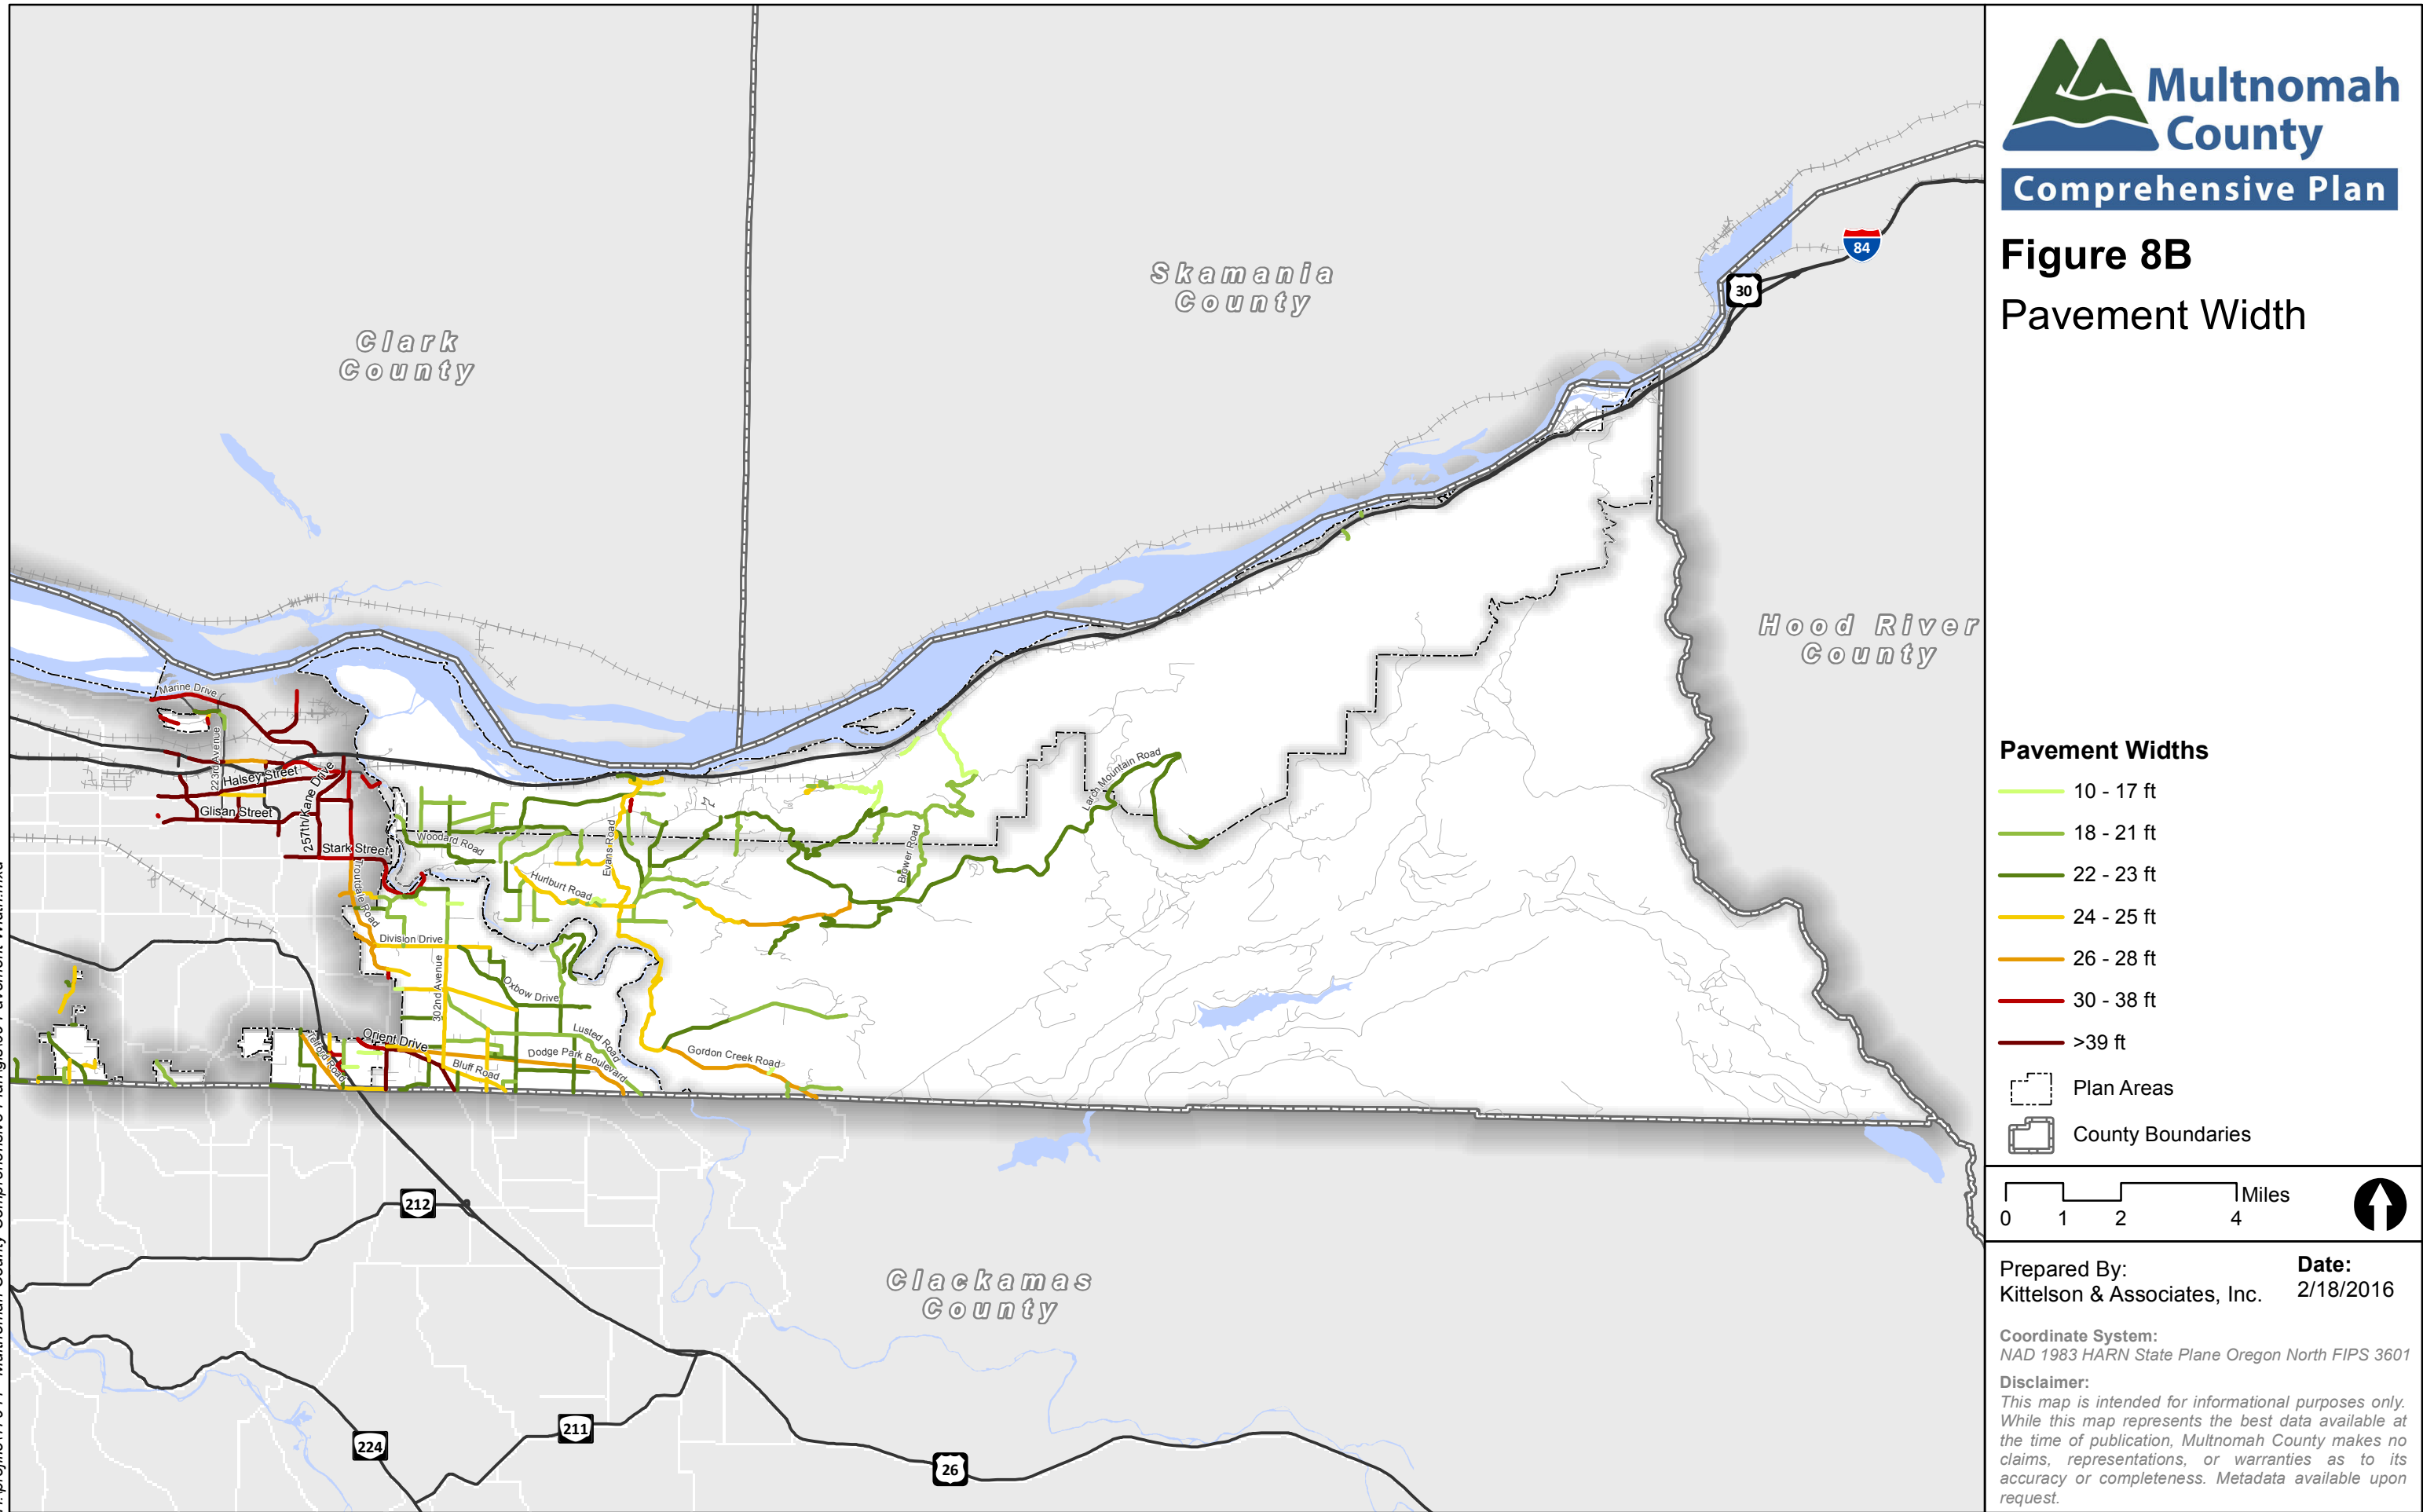 Multnomah
County
Comprehensive Plan
Figure 8B
Pavement Width
Clark
County
Skamania
County
84
30
Hood River
County
Marine Drive
223rd Avenue
Halsey Street
257th/Kane Drive
Glisan Street
Stark Street
Troutdale Road
Woodard Road
Evans Road
Hurlburt Road
Brower Road
Larch Mountain Road
Division Drive
302nd Avenue
Oxbow Drive
Lusted Road
Orient Drive
Telford Road
Bluff Road
Dodge Park Boulevard
Gordon Creek Road
212
Clackamas
County
211
224
26
Pavement Widths
10 - 17 ft
18 - 21 ft
22 - 23 ft
24 - 25 ft
26 - 28 ft
30 - 38 ft
>39 ft
Plan Areas
County Boundaries
Miles
0 1 2 4
Prepared By:
Kittelson & Associates, Inc.
Date:
2/18/2016
Coordinate System:
NAD 1983 HARN State Plane Oregon North FIPS 3601
Disclaimer:
This map is intended for informational purposes only.
While this map represents the best data available at
the time of publication, Multnomah County makes no
claims, representations, or warranties as to its
accuracy or completeness. Metadata available upon
request.